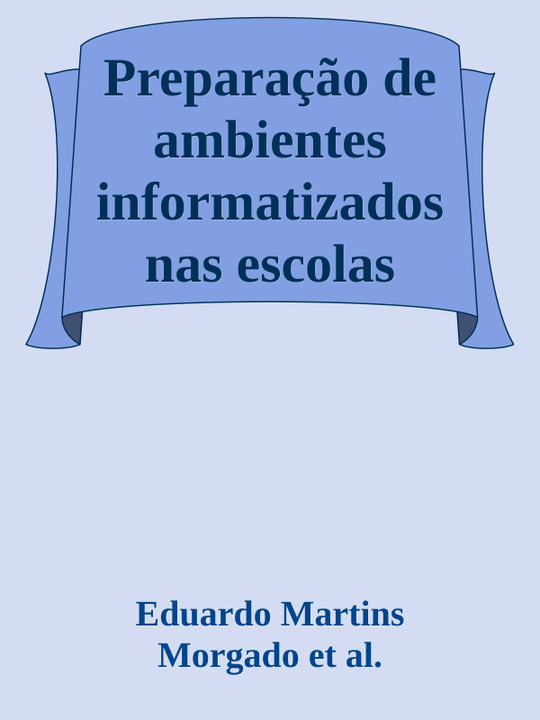 Preparação de
ambientes
informatizados
nas escolas
Eduardo Martins
Morgado et al.